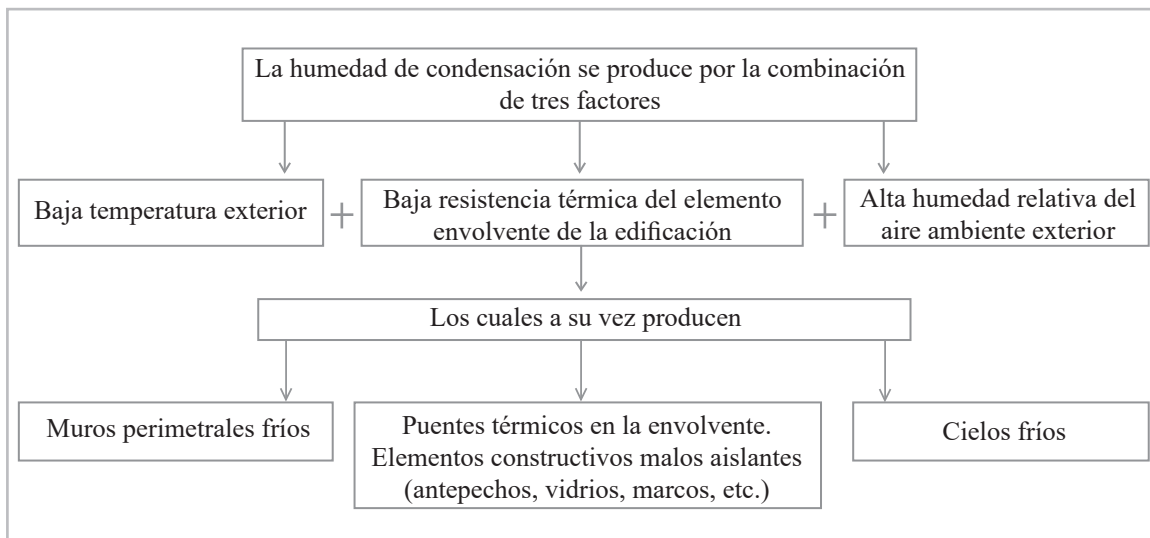 La humedad de condensación se produce por la combinación
de tres factores
Baja temperatura exterior
+
Baja resistencia térmica del elemento
envolvente de la edificación
+
Alta humedad relativa del
aire ambiente exterior
Los cuales a su vez producen
Muros perimetrales fríos
Puentes térmicos en la envolvente.
Elementos constructivos malos aislantes
(antepechos, vidrios, marcos, etc.)
Cielos fríos